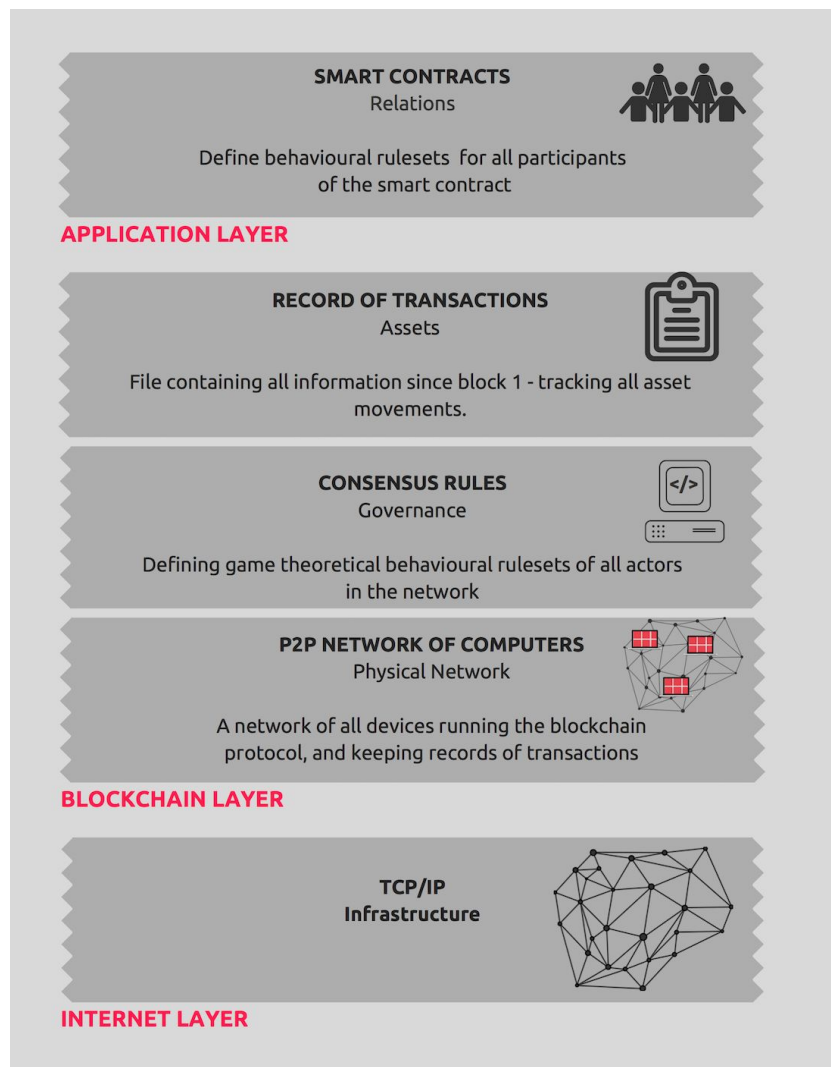 SMART CONTRACTS
Relations
Define behavioural rulesets for all participants
of the smart contract
APPLICATION LAYER
RECORD OF TRANSACTIONS
Assets
File containing all information since block 1 - tracking all asset
movements.
CONSENSUS RULES
Governance
</>
Defining game theoretical behavioural rulesets of all actors
in the network
P2P NETWORK OF COMPUTERS
Physical Network
A network of all devices running the blockchain
protocol, and keeping records of transactions
BLOCKCHAIN LAYER
TCP/IP
Infrastructure
INTERNET LAYER